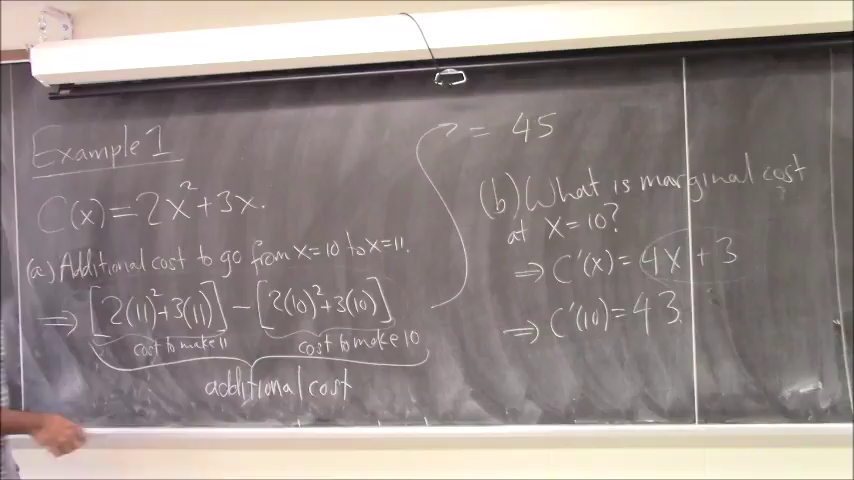 Example 1
C(x) = 2x² + 3x.
(a) Additional cost to go from x=10 to x=11.
⇒ [2(11)² + 3(11)] − [2(10)² + 3(10)]
cost to make 11
cost to make 10
additional cost
= 45
(b) What is marginal cost
at x=10?
⇒ C'(x) = 4x + 3
⇒ C'(10) = 43